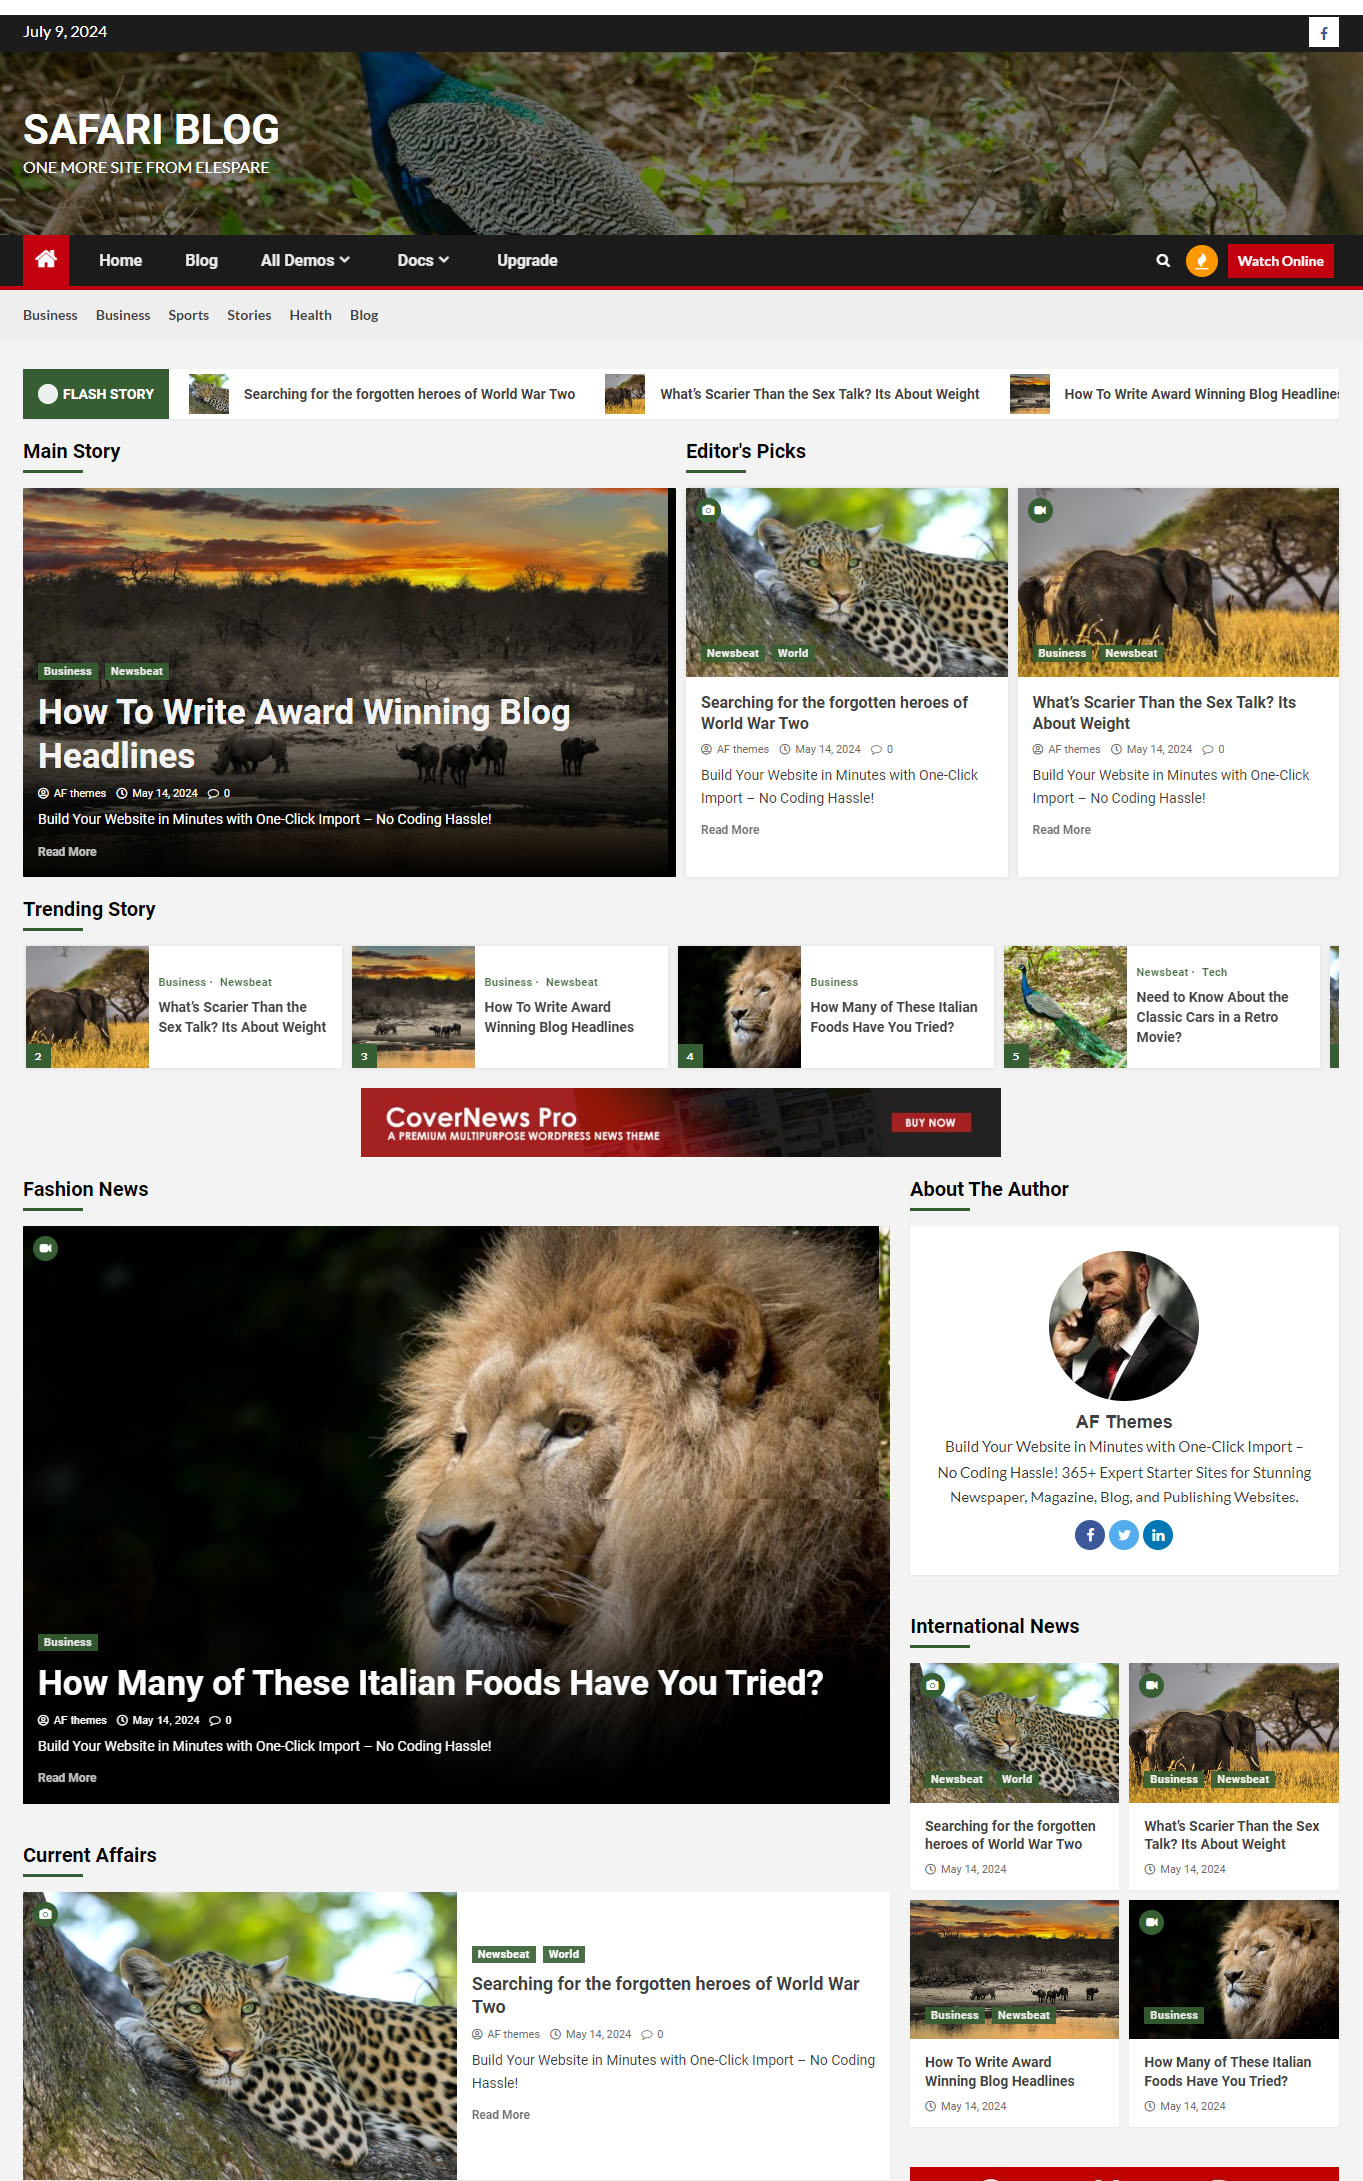 July 9, 2024
SAFARI BLOG
ONE MORE SITE FROM ELESPARE
Home Blog All Demos Docs Upgrade Watch Online
Business Business Sports Stories Health Blog
FLASH STORY Searching for the forgotten heroes of World War Two What's Scarier Than the Sex Talk? Its About Weight How To Write Award Winning Blog Headlines
Main Story
Business Newsbeat
How To Write Award Winning Blog
Headlines
AF themes May 14, 2024 0
Build Your Website in Minutes with One-Click Import – No Coding Hassle!
Read More
Editor's Picks
Newsbeat World
Searching for the forgotten heroes of
World War Two
AF themes May 14, 2024 0
Build Your Website in Minutes with One-Click
Import – No Coding Hassle!
Read More
Business Newsbeat
What's Scarier Than the Sex Talk? Its
About Weight
AF themes May 14, 2024 0
Build Your Website in Minutes with One-Click
Import – No Coding Hassle!
Read More
Trending Story
2
Business · Newsbeat
What's Scarier Than the
Sex Talk? Its About Weight
3
Business · Newsbeat
How To Write Award
Winning Blog Headlines
4
Business
How Many of These Italian
Foods Have You Tried?
5
Newsbeat · Tech
Need to Know About the
Classic Cars in a Retro
Movie?
CoverNews Pro
A PREMIUM MULTIPURPOSE WORDPRESS NEWS THEME
BUY NOW
Fashion News
Business
How Many of These Italian Foods Have You Tried?
AF themes May 14, 2024 0
Build Your Website in Minutes with One-Click Import – No Coding Hassle!
Read More
Current Affairs
Newsbeat World
Searching for the forgotten heroes of World War
Two
AF themes May 14, 2024 0
Build Your Website in Minutes with One-Click Import – No Coding
Hassle!
Read More
About The Author
AF Themes
Build Your Website in Minutes with One-Click Import –
No Coding Hassle! 365+ Expert Starter Sites for Stunning
Newspaper, Magazine, Blog, and Publishing Websites.
International News
Newsbeat World
Searching for the forgotten
heroes of World War Two
May 14, 2024
Business Newsbeat
What's Scarier Than the Sex
Talk? Its About Weight
May 14, 2024
Business Newsbeat
How To Write Award
Winning Blog Headlines
May 14, 2024
Business
How Many of These Italian
Foods Have You Tried?
May 14, 2024